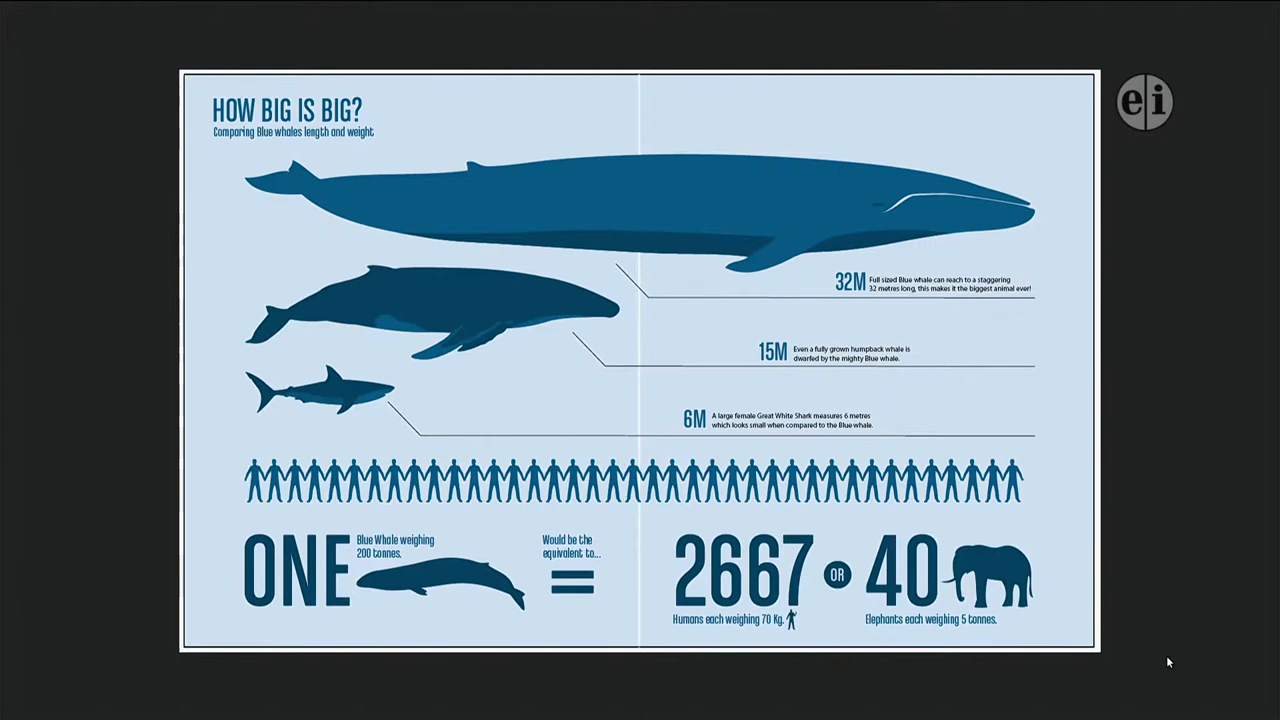 HOW BIG IS BIG?
Comparing Blue whales length and weight
ei
32M Full sized Blue whale can reach to a staggering
32 metres long, this makes it the biggest animal ever!
15M Even a fully grown humpback whale is
dwarfed by the mighty Blue whale.
6M A large female Great White Shark measures 6 metres
which looks small when compared to the Blue whale.
ONE Blue Whale weighing
200 tonnes.
Would be the
equivalent to...
=
2667
Humans each weighing 70 Kg.
OR
40
Elephants each weighing 5 tonnes.